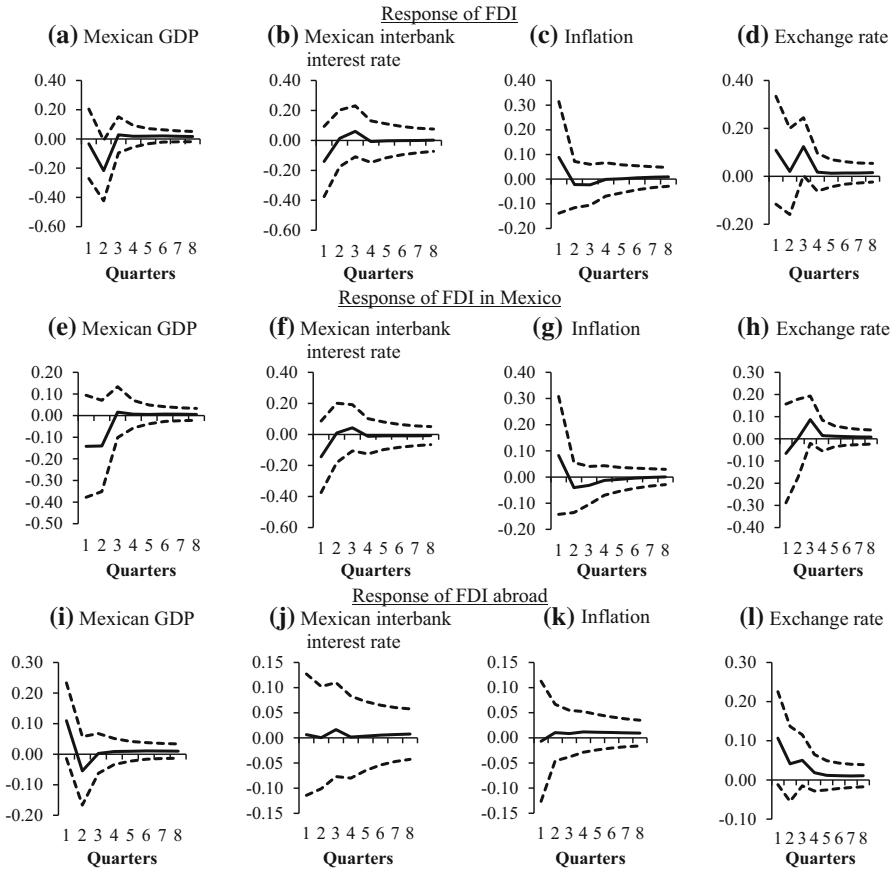 Response of FDI
(a) Mexican GDP
(b) Mexican interbank
interest rate
(c) Inflation
(d) Exchange rate
0.40
0.20
0.00
-0.20
-0.40
-0.60
1 2 3 4 5 6 7 8
Quarters
0.40
0.20
0.00
-0.20
-0.40
-0.60
1 2 3 4 5 6 7 8
Quarters
0.40
0.30
0.20
0.10
0.00
-0.10
-0.20
1 2 3 4 5 6 7 8
Quarters
0.40
0.20
0.00
-0.20
1 2 3 4 5 6 7 8
Quarters
Response of FDI in Mexico
(e) Mexican GDP
(f) Mexican interbank
interest rate
(g) Inflation
(h) Exchange rate
0.20
0.10
0.00
-0.10
-0.20
-0.30
-0.40
-0.50
1 2 3 4 5 6 7 8
Quarters
0.40
0.20
0.00
-0.20
-0.40
-0.60
1 2 3 4 5 6 7 8
Quarters
0.40
0.30
0.20
0.10
0.00
-0.10
-0.20
1 2 3 4 5 6 7 8
Quarters
0.30
0.20
0.10
0.00
-0.10
-0.20
-0.30
-0.40
1 2 3 4 5 6 7 8
Quarters
Response of FDI abroad
(i) Mexican GDP
(j) Mexican interbank
interest rate
(k) Inflation
(l) Exchange rate
0.30
0.20
0.10
0.00
-0.10
-0.20
1 2 3 4 5 6 7 8
Quarters
0.15
0.10
0.05
0.00
-0.05
-0.10
-0.15
1 2 3 4 5 6 7 8
Quarters
0.15
0.10
0.05
0.00
-0.05
-0.10
-0.15
1 2 3 4 5 6 7 8
Quarters
0.30
0.20
0.10
0.00
-0.10
1 2 3 4 5 6 7 8
Quarters